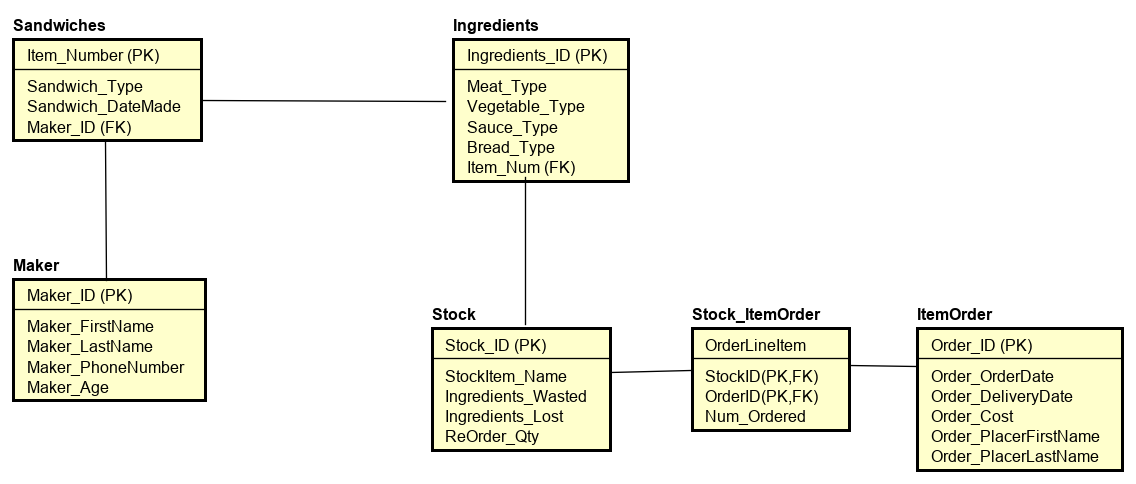 Sandwiches
Item_Number (PK)
Sandwich_Type
Sandwich_DateMade
Maker_ID (FK)
Ingredients
Ingredients_ID (PK)
Meat_Type
Vegetable_Type
Sauce_Type
Bread_Type
Item_Num (FK)
Maker
Maker_ID (PK)
Maker_FirstName
Maker_LastName
Maker_PhoneNumber
Maker_Age
Stock
Stock_ID (PK)
StockItem_Name
Ingredients_Wasted
Ingredients_Lost
ReOrder_Qty
Stock_ItemOrder
OrderLineItem
StockID(PK,FK)
OrderID(PK,FK)
Num_Ordered
ItemOrder
Order_ID (PK)
Order_OrderDate
Order_DeliveryDate
Order_Cost
Order_PlacerFirstName
Order_PlacerLastName